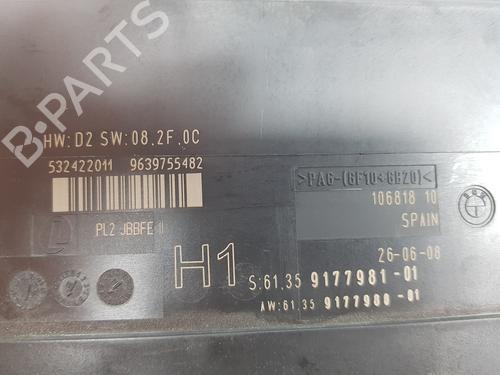 HW:D2 SW:08.2F.0C
532422011 9639755482
PL2 JBBFE II
>PA6-(GF10+GB20)<
106818 10
SPAIN
26-06-08
H1
S:61.35 9177981-01
AW:61.35 9177980-01